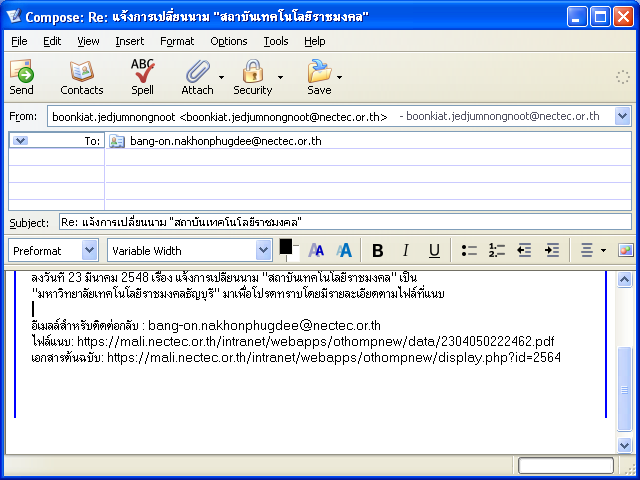 Compose: Re: แจ้งการเปลี่ยนนาม "สถาบันเทคโนโลยีราชมงคล"
File Edit View Insert Format Options Tools Help
Send Contacts Spell Attach Security Save
From: boonkiat.jedjumnongnoot <boonkiat.jedjumnongnoot@nectec.or.th> - boonkiat.jedjumnongnoot@nectec.or.th
To: bang-on.nakhonphugdee@nectec.or.th
Subject: Re: แจ้งการเปลี่ยนนาม "สถาบันเทคโนโลยีราชมงคล"
Preformat Variable Width A A A A B I U
ลงวันที่ 23 มีนาคม 2548 เรื่อง แจ้งการเปลี่ยนนาม "สถาบันเทคโนโลยีราชมงคล" เป็น
"มหาวิทยาลัยเทคโนโลยีราชมงคลธัญบุรี" มาเพื่อโปรดทราบโดยมีรายละเอียดตามไฟล์ที่แนบ
อีเมลล์สำหรับติดต่อกลับ : bang-on.nakhonphugdee@nectec.or.th
ไฟล์แนบ: https://mali.nectec.or.th/intranet/webapps/othompnew/data/2304050222462.pdf
เอกสารต้นฉบับ: https://mali.nectec.or.th/intranet/webapps/othompnew/display.php?id=2564